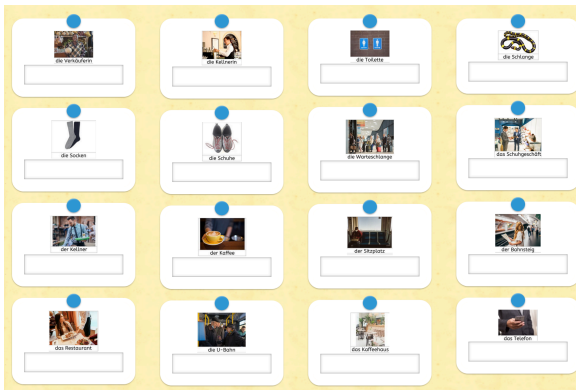 die Verkäuferin
die Kellnerin
die Toilette
die Schlange
die Socken
die Schuhe
die Warteschlange
das Schuhgeschäft
der Kellner
der Kaffee
der Sitzplatz
der Bahnsteig
das Restaurant
die U-Bahn
das Kaffeehaus
das Telefon